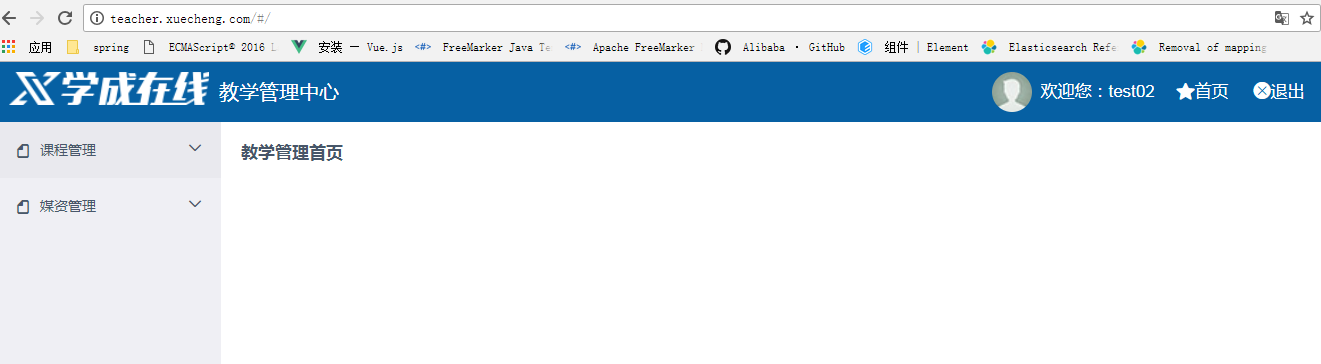 teacher.xuecheng.com/#/
应用 spring ECMAScript® 2016 L 安装 — Vue.js <#> FreeMarker Java Te <#> Apache FreeMarker Alibaba · GitHub 组件 | Element Elasticsearch Refe Removal of mapping
学成在线 教学管理中心 欢迎您：test02 首页 退出
课程管理
教学管理首页
媒资管理